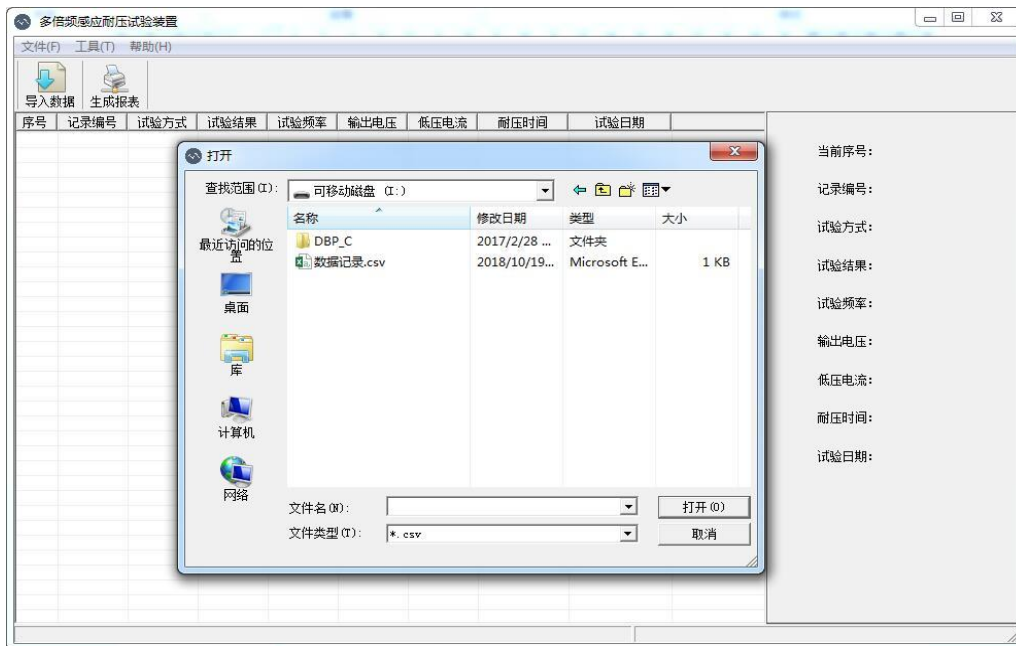 多倍频感应耐压试验装置
文件(F) 工具(T) 帮助(H)
导入数据 生成报表
序号 记录编号 试验方式 试验结果 试验频率 输出电压 低压电流 耐压时间 试验日期
打开
查找范围(I): 可移动磁盘 (I:)
名称 修改日期 类型 大小
DBP_C 2017/2/28 ... 文件夹
数据记录.csv 2018/10/19... Microsoft E... 1 KB
最近访问的位置
桌面
库
计算机
网络
文件名(N): 打开(O)
文件类型(T): *.csv 取消
当前序号:
记录编号:
试验方式:
试验结果:
试验频率:
输出电压:
低压电流:
耐压时间:
试验日期: